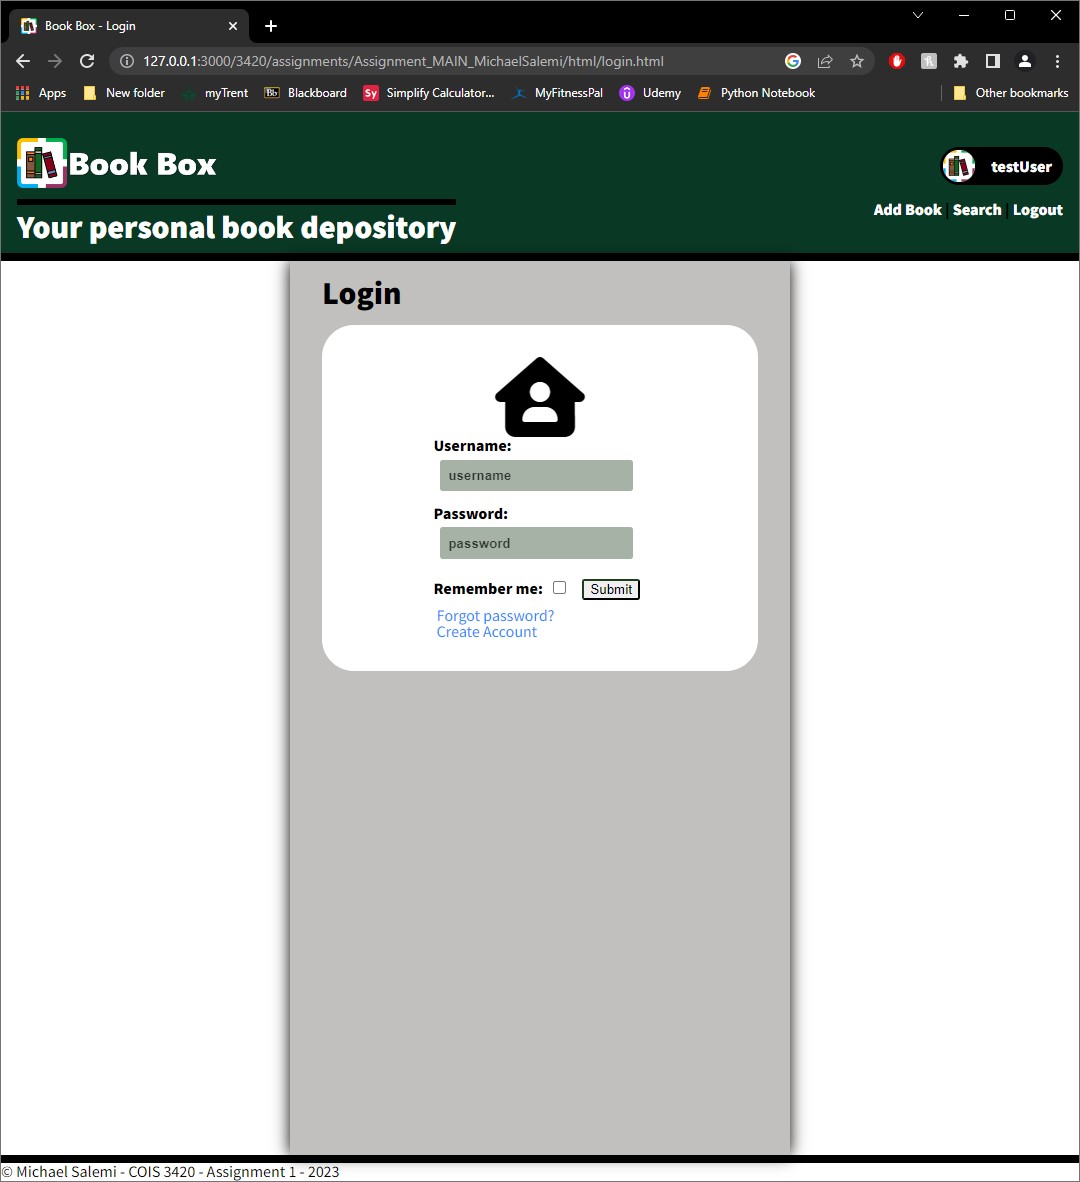 Book Box - Login
127.0.0.1:3000/3420/assignments/Assignment_MAIN_MichaelSalemi/html/login.html
Apps New folder myTrent Bb Blackboard Sy Simplify Calculator... MyFitnessPal Udemy Python Notebook Other bookmarks
Book Box
testUser
Your personal book depository
Add Book | Search | Logout
Login
Username:
username
Password:
password
Remember me: Submit
Forgot password?
Create Account
© Michael Salemi - COIS 3420 - Assignment 1 - 2023